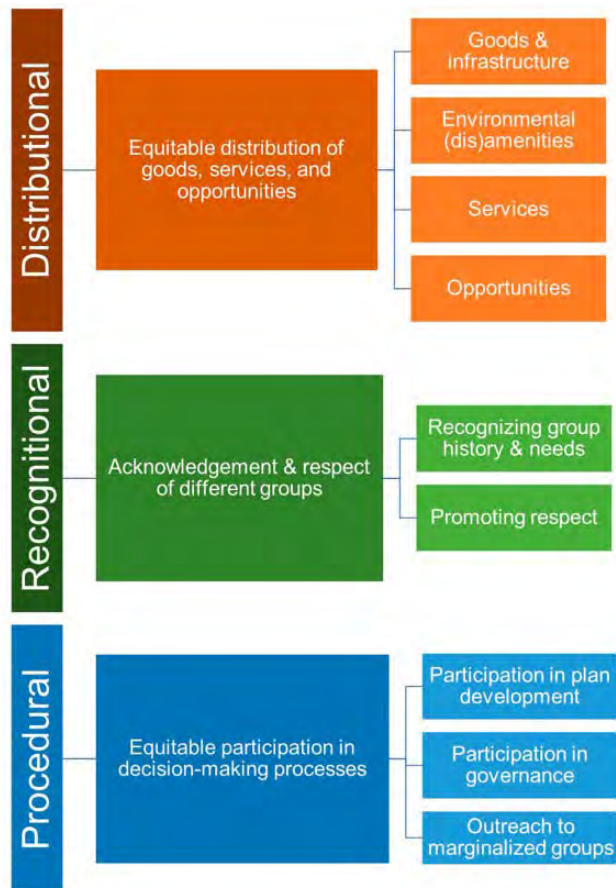 Distributional
Equitable distribution of
goods, services, and
opportunities
Goods &
infrastructure
Environmental
(dis)amenities
Services
Opportunities
Recognitional
Acknowledgement & respect
of different groups
Recognizing group
history & needs
Promoting respect
Procedural
Equitable participation in
decision-making processes
Participation in plan
development
Participation in
governance
Outreach to
marginalized groups